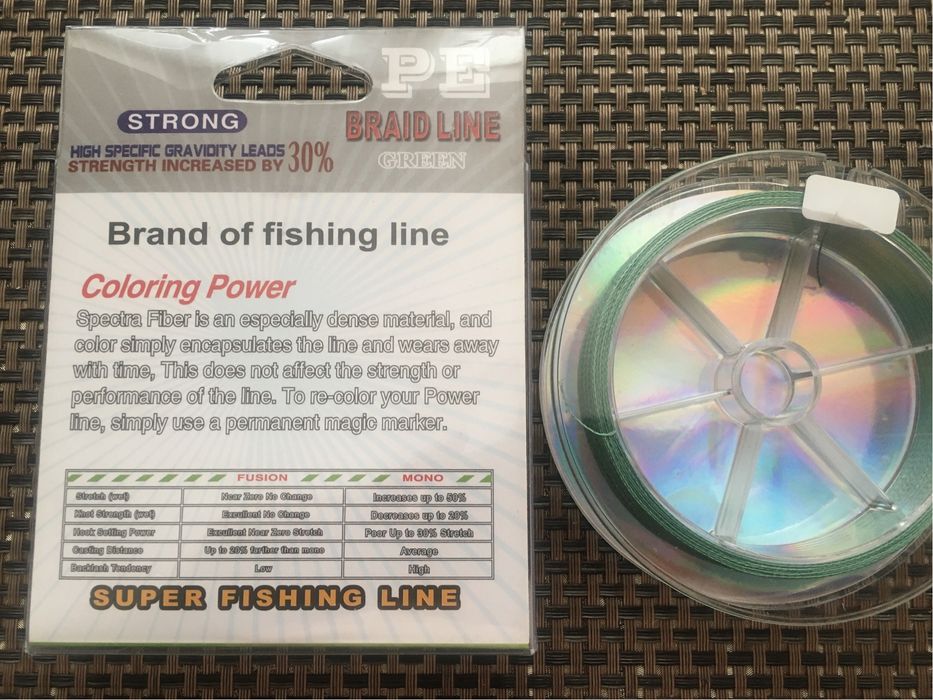 PE
STRONG
BRAID LINE
HIGH SPECIFIC GRAVIDITY LEADS
STRENGTH INCREASED BY 30%
GREEN
Brand of fishing line
Coloring Power
Spectra Fiber is an especially dense material, and
color simply encapsulates the line and wears away
with time, This does not affect the strength or
performance of the line. To re-color your Power
line, simply use a permanent magic marker.
FUSION MONO
Stretch (wet) Near Zero No Change Increases up to 50%
Knot Strength (wet) Excellent No Change Decreases up to 20%
Hook Setting Power Excellent Near Zero Stretch Poor Up to 30% Stretch
Casting Distance Up to 20% farther than mono Average
Backlash Tendency Low High
SUPER FISHING LINE